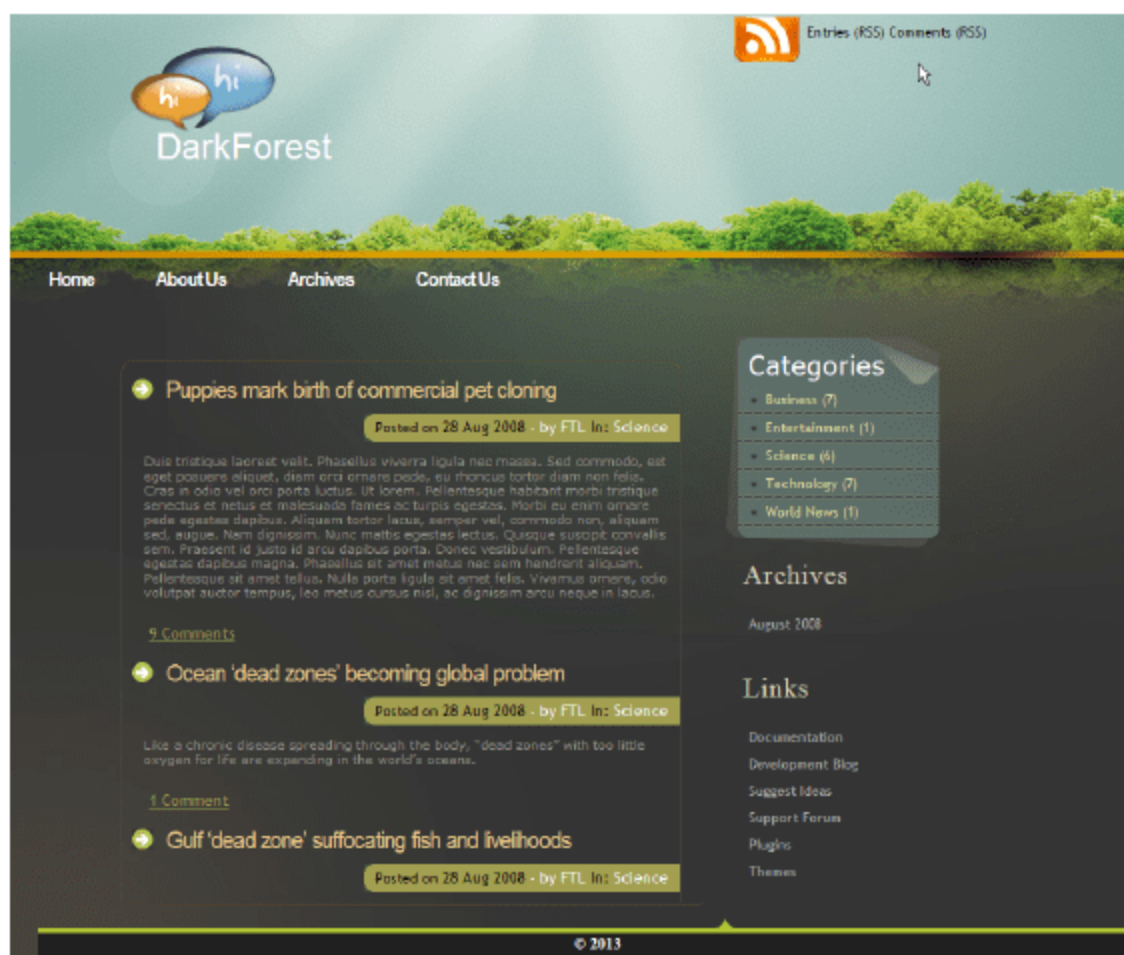 Entries (RSS) Comments (RSS)
hi
hi
DarkForest
Home About Us Archives Contact Us
Puppies mark birth of commercial pet cloning
Posted on 28 Aug 2008 - by FTL In: Science
Duis tristique laoreet velit. Phasellus viverra ligula nec massa. Sed commodo, est
eget posuere aliquet, diam orci ornare pede, eu rhoncus tortor diam non felis.
Cras in odio vel orci porta luctus. Ut lorem. Pellentesque habitant morbi tristique
senectus et netus et malesuada fames ac turpis egestas. Morbi eu enim ornare
pede egestas dapibus. Aliquam tortor lacus, semper vel, commodo non, aliquam
sed, augue. Nam dignissim. Nunc mattis egestas lectus. Quisque suscipit convallis
sem. Praesent id justo id arcu dapibus porta. Donec vestibulum. Pellentesque
egestas dapibus magna. Phasellus sit amet metus nec sem hendrerit aliquam.
Pellentesque sit amet tellus. Nulla porta ligula sit amet felis. Vivamus ornare, odio
volutpat auctor tempus, leo metus cursus nisl, ac dignissim arcu neque in lacus.
9 Comments
Ocean ‘dead zones’ becoming global problem
Posted on 28 Aug 2008 - by FTL In: Science
Like a chronic disease spreading through the body, “dead zones” with too little
oxygen for life are expanding in the world’s oceans.
1 Comment
Gulf ‘dead zone’ suffocating fish and livelihoods
Posted on 28 Aug 2008 - by FTL In: Science
Categories
Business (7)
Entertainment (1)
Science (6)
Technology (7)
World News (1)
Archives
August 2008
Links
Documentation
Development Blog
Suggest Ideas
Support Forum
Plugins
Themes
© 2013